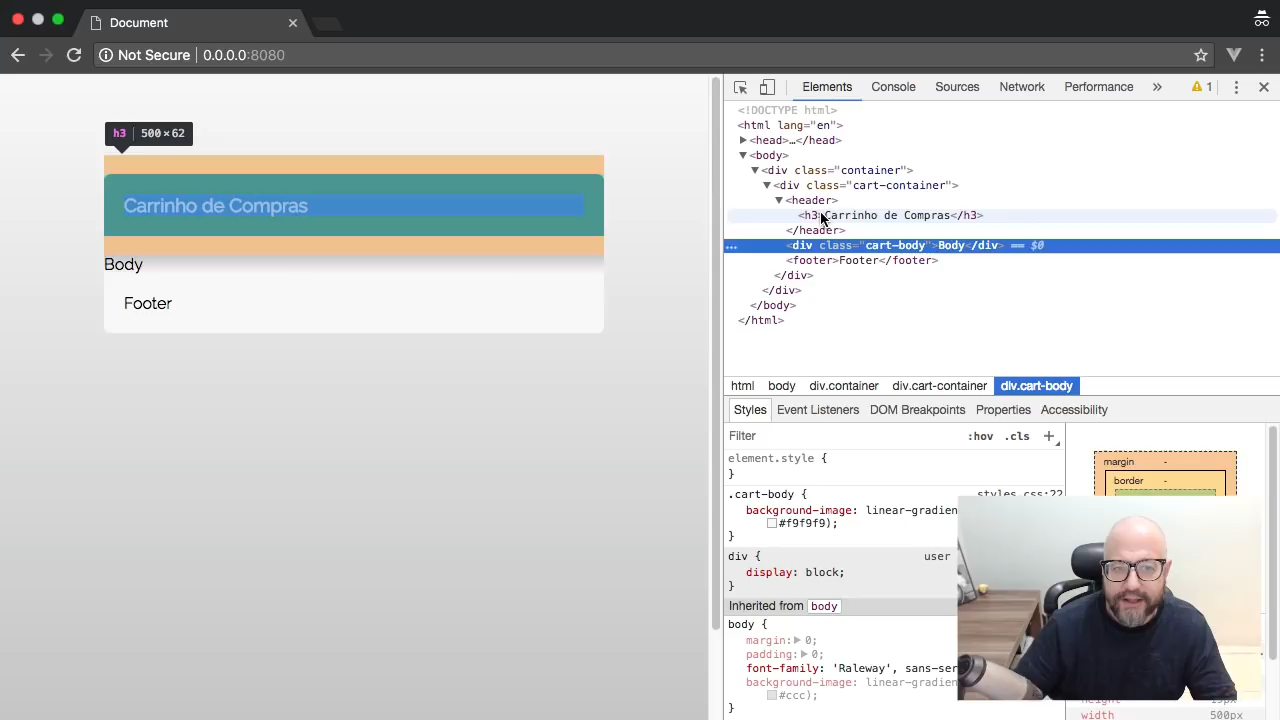 Document
Not Secure 0.0.0.0:8080
Elements Console Sources Network Performance » 1
<!DOCTYPE html>
<html lang="en">
<head>…</head>
<body>
<div class="container">
<div class="cart-container">
<header>
<h3>Carrinho de Compras</h3>
</header>
… <div class="cart-body">Body</div> == $0
<footer>Footer</footer>
</div>
</div>
</body>
</html>
h3 500×62
Carrinho de Compras
Body
Footer
html body div.container div.cart-container div.cart-body
Styles Event Listeners DOM Breakpoints Properties Accessibility
Filter :hov .cls +
element.style {
}
.cart-body { styles.css:22
background-image: linear-gradien
#f9f9f9);
}
div { user
display: block;
}
Inherited from body
body {
margin: 0;
padding: 0;
font-family: 'Raleway', sans-ser
background-image: linear-gradien
#ccc);
}
margin -
border -
width 500px